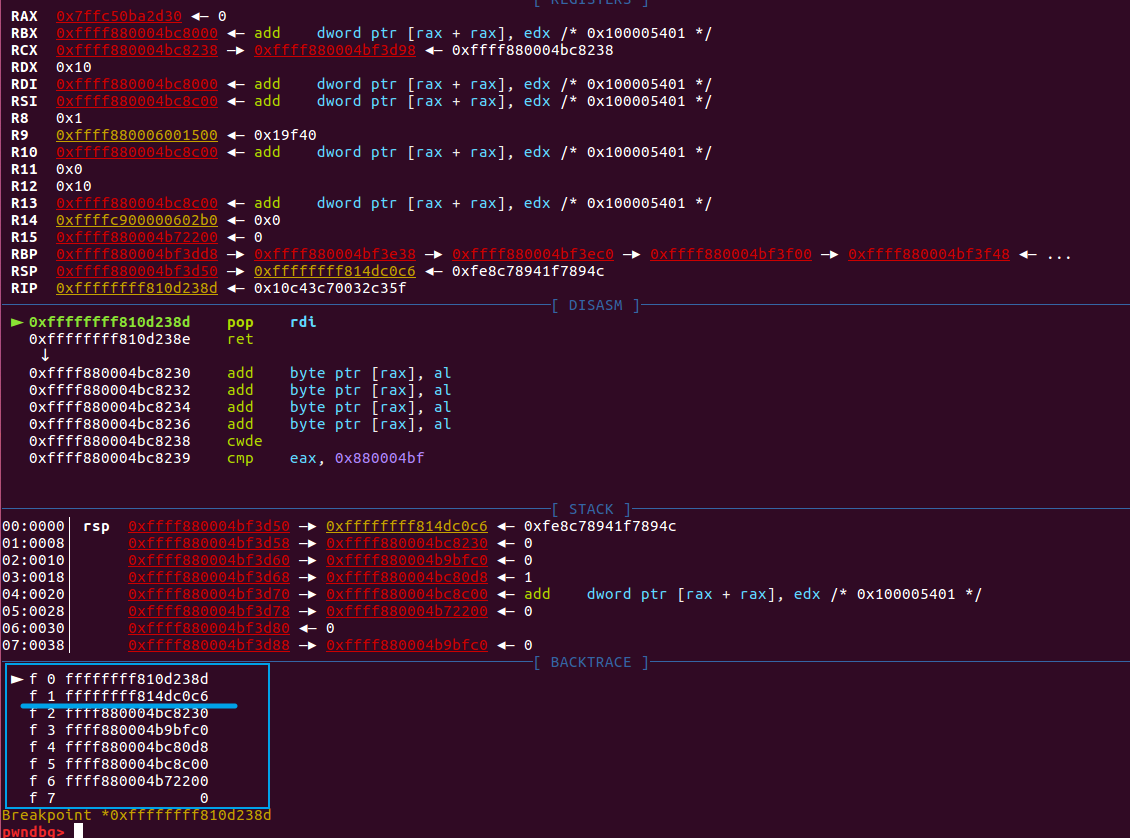 [ REGISTERS ]
RAX 0x7ffc50ba2d30 ◂— 0
RBX 0xffff880004bc8000 ◂— add dword ptr [rax + rax], edx /* 0x100005401 */
RCX 0xffff880004bc8238 —▸ 0xffff880004bf3d98 ◂— 0xffff880004bc8238
RDX 0x10
RDI 0xffff880004bc8000 ◂— add dword ptr [rax + rax], edx /* 0x100005401 */
RSI 0xffff880004bc8c00 ◂— add dword ptr [rax + rax], edx /* 0x100005401 */
R8 0x1
R9 0xffff880006001500 ◂— 0x19f40
R10 0xffff880004bc8c00 ◂— add dword ptr [rax + rax], edx /* 0x100005401 */
R11 0x0
R12 0x10
R13 0xffff880004bc8c00 ◂— add dword ptr [rax + rax], edx /* 0x100005401 */
R14 0xffffc900000602b0 ◂— 0x0
R15 0xffff880004b72200 ◂— 0
RBP 0xffff880004bf3dd8 —▸ 0xffff880004bf3e38 —▸ 0xffff880004bf3ec0 —▸ 0xffff880004bf3f00 —▸ 0xffff880004bf3f48 ◂— ...
RSP 0xffff880004bf3d50 —▸ 0xffffffff814dc0c6 ◂— 0xfe8c78941f7894c
RIP 0xffffffff810d238d ◂— 0x10c43c70032c35f
[ DISASM ]
► 0xffffffff810d238d pop rdi
0xffffffff810d238e ret
↓
0xffff880004bc8230 add byte ptr [rax], al
0xffff880004bc8232 add byte ptr [rax], al
0xffff880004bc8234 add byte ptr [rax], al
0xffff880004bc8236 add byte ptr [rax], al
0xffff880004bc8238 cwde
0xffff880004bc8239 cmp eax, 0x880004bf
[ STACK ]
00:0000│ rsp 0xffff880004bf3d50 —▸ 0xffffffff814dc0c6 ◂— 0xfe8c78941f7894c
01:0008│ 0xffff880004bf3d58 —▸ 0xffff880004bc8230 ◂— 0
02:0010│ 0xffff880004bf3d60 —▸ 0xffff880004b9bfc0 ◂— 0
03:0018│ 0xffff880004bf3d68 —▸ 0xffff880004bc80d8 ◂— 1
04:0020│ 0xffff880004bf3d70 —▸ 0xffff880004bc8c00 ◂— add dword ptr [rax + rax], edx /* 0x100005401 */
05:0028│ 0xffff880004bf3d78 —▸ 0xffff880004b72200 ◂— 0
06:0030│ 0xffff880004bf3d80 ◂— 0
07:0038│ 0xffff880004bf3d88 —▸ 0xffff880004b9bfc0 ◂— 0
[ BACKTRACE ]
► f 0 ffffffff810d238d
f 1 ffffffff814dc0c6
f 2 ffff880004bc8230
f 3 ffff880004b9bfc0
f 4 ffff880004bc80d8
f 5 ffff880004bc8c00
f 6 ffff880004b72200
f 7 0
Breakpoint *0xffffffff810d238d
pwndbg>